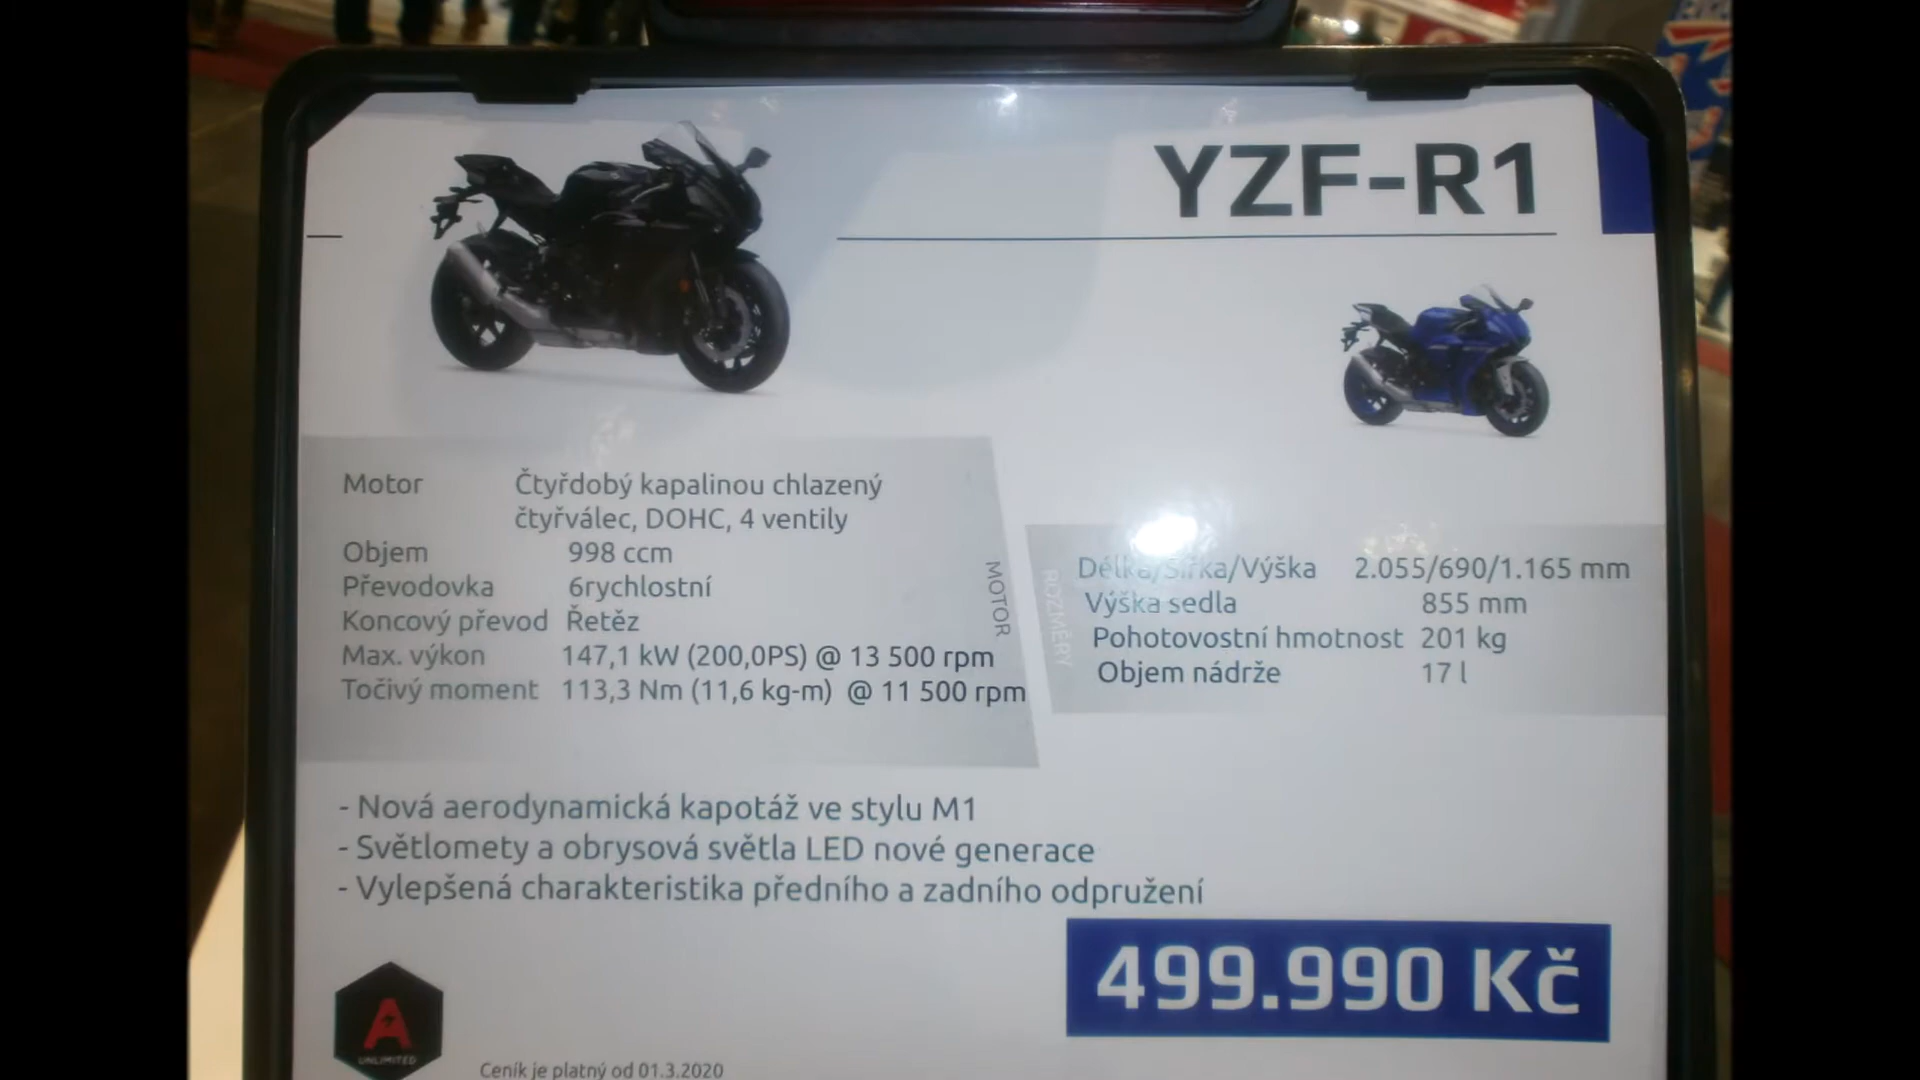 YZF-R1
Motor Čtyřdobý kapalinou chlazený
čtyřválec, DOHC, 4 ventily
Objem 998 ccm
Převodovka 6rychlostní
Koncový převod Řetěz
Max. výkon 147,1 kW (200,0PS) @ 13 500 rpm
Točivý moment 113,3 Nm (11,6 kg-m) @ 11 500 rpm
MOTOR
ROZMĚRY
Délka/Šířka/Výška 2.055/690/1.165 mm
Výška sedla 855 mm
Pohotovostní hmotnost 201 kg
Objem nádrže 17 l
- Nová aerodynamická kapotáž ve stylu M1
- Světlomety a obrysová světla LED nové generace
- Vylepšená charakteristika předního a zadního odpružení
499.990 Kč
A
UNLIMITED
Ceník je platný od 01.3.2020